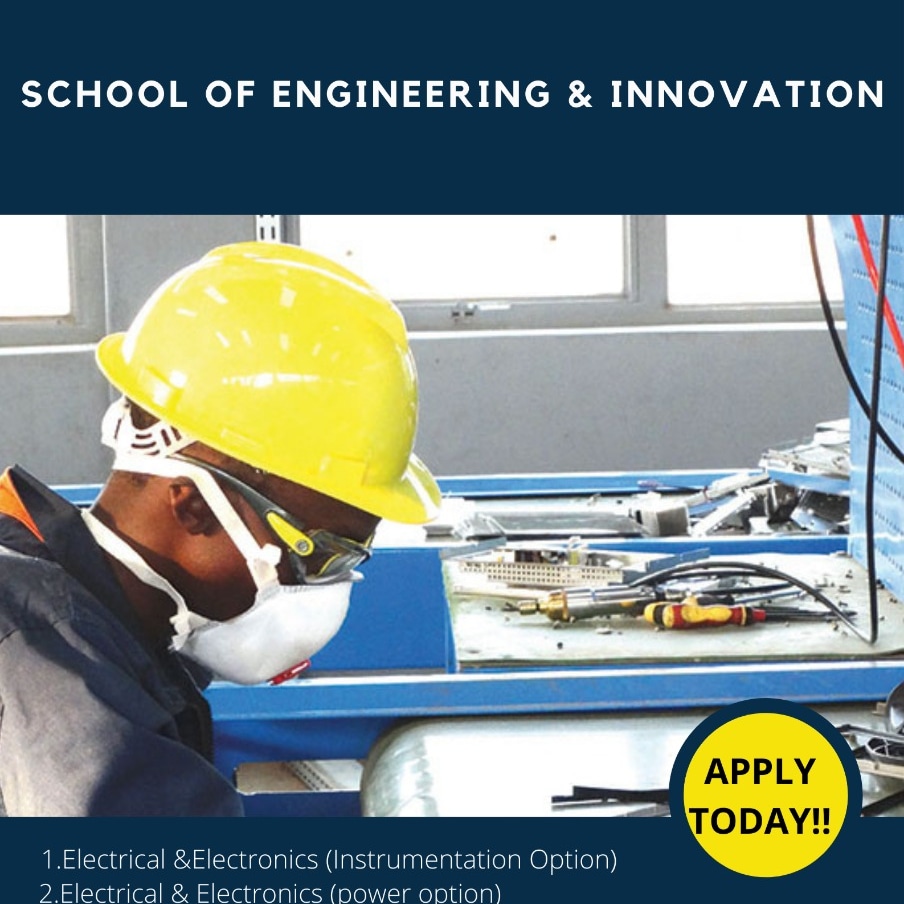 SCHOOL OF ENGINEERING & INNOVATION
APPLY
TODAY!!
1.Electrical &Electronics (Instrumentation Option)
2.Electrical & Electronics (power option)